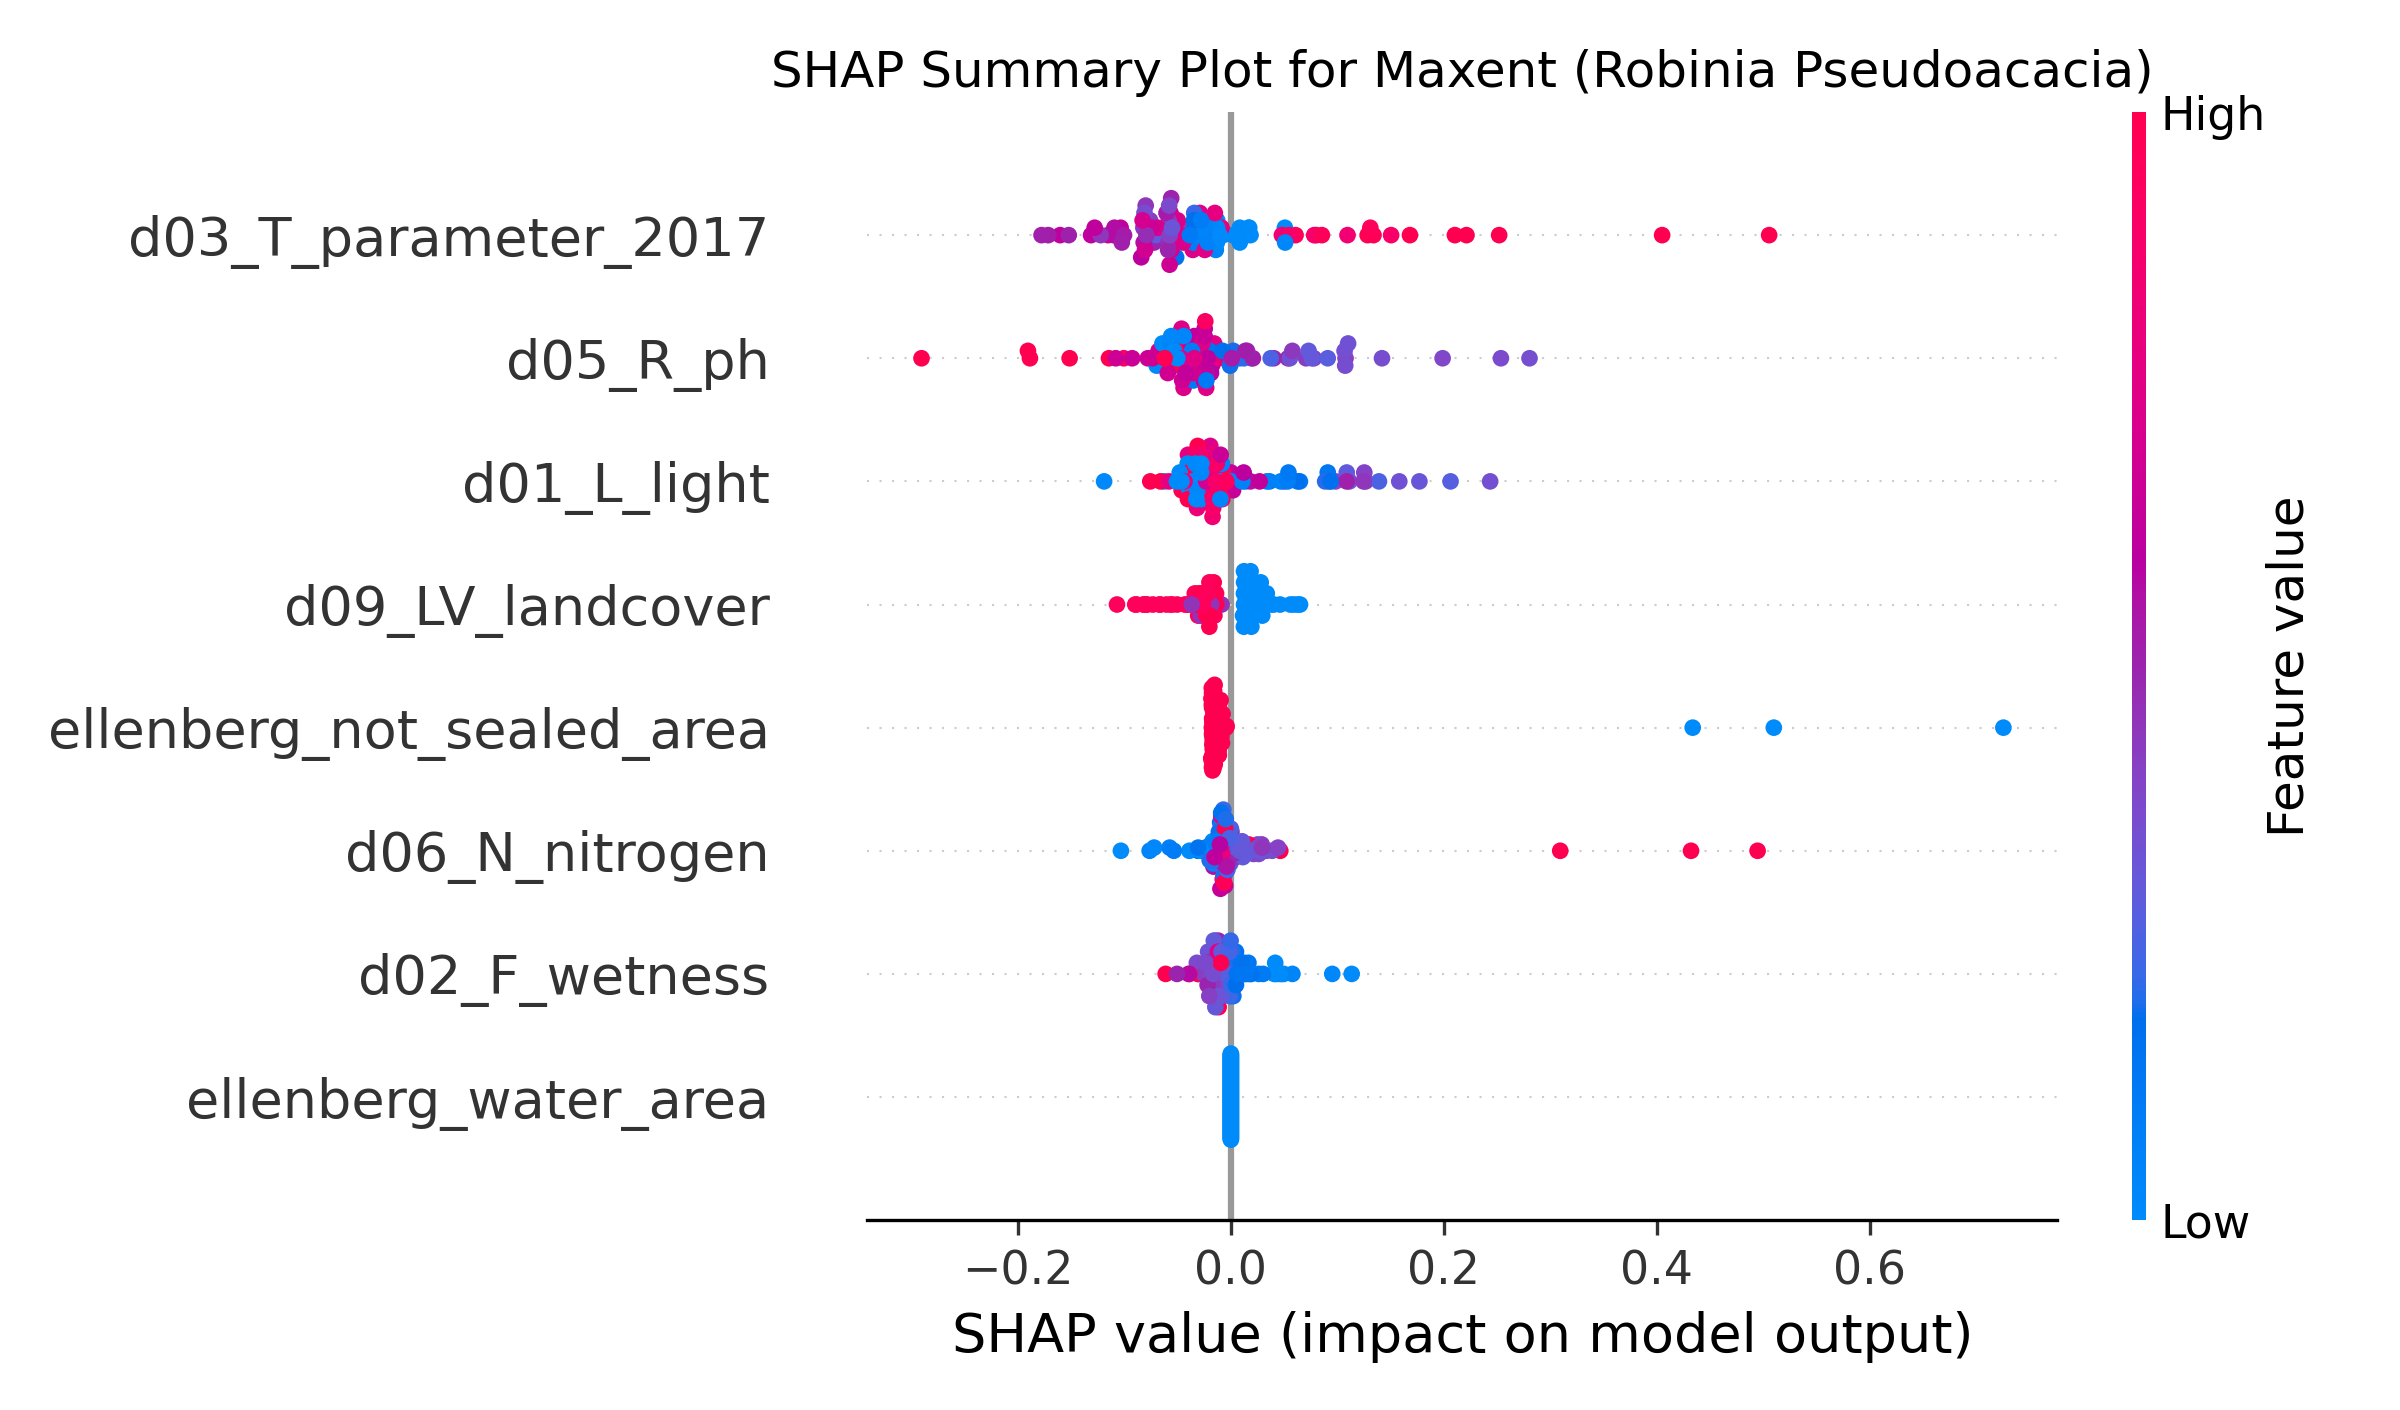 SHAP Summary Plot for Maxent (Robinia Pseudoacacia)
High
d03_T_parameter_2017
d05_R_ph
d01_L_light
d09_LV_landcover
ellenberg_not_sealed_area
d06_N_nitrogen
d02_F_wetness
ellenberg_water_area
Feature value
Low
−0.2 0.0 0.2 0.4 0.6
SHAP value (impact on model output)